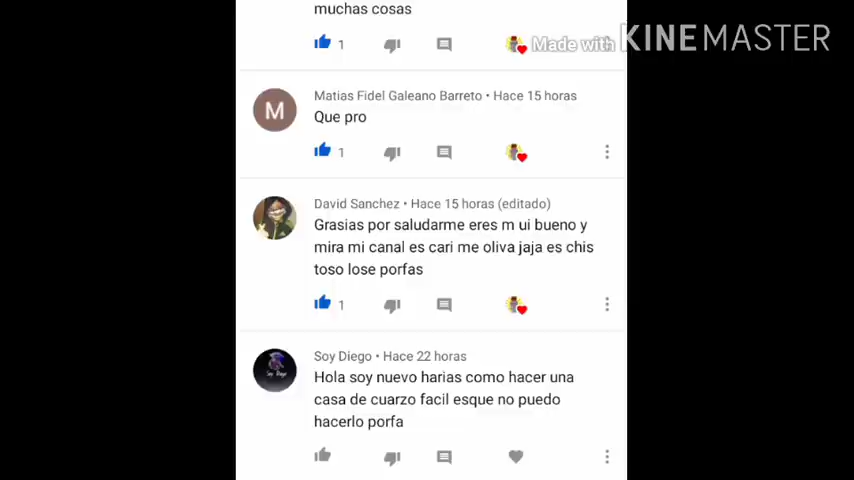 muchas cosas
1
Made with KINEMASTER
Matias Fidel Galeano Barreto • Hace 15 horas
M
Que pro
1
David Sanchez • Hace 15 horas (editado)
Grasias por saludarme eres m ui bueno y
mira mi canal es cari me oliva jaja es chis
toso lose porfas
1
Soy Diego • Hace 22 horas
Soy Diego
Hola soy nuevo harias como hacer una
casa de cuarzo facil esque no puedo
hacerlo porfa